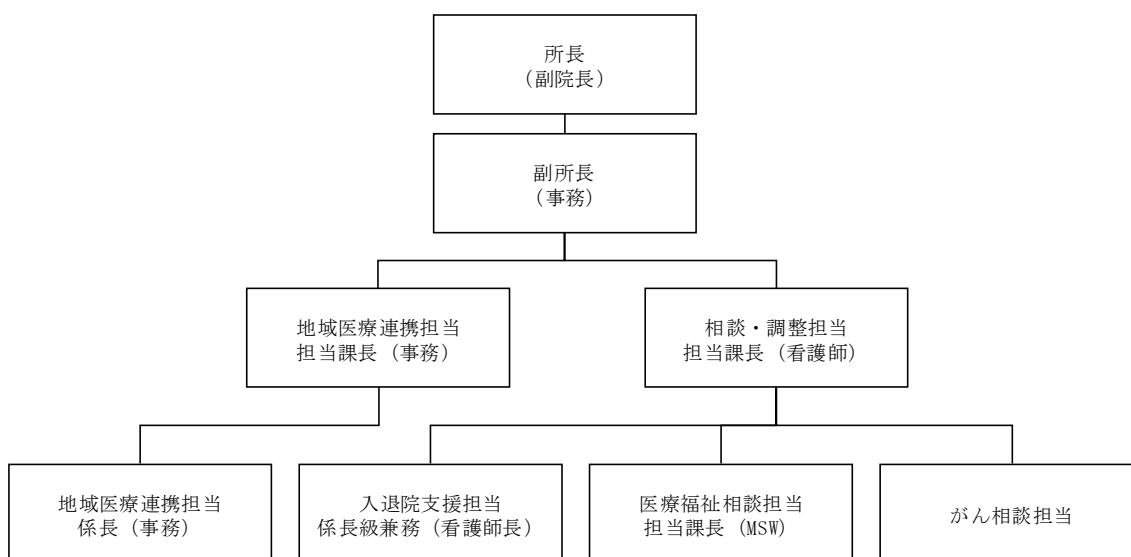 所長
（副院長）
副所長
（事務）
地域医療連携担当
担当課長（事務）
相談・調整担当
担当課長（看護師）
地域医療連携担当
係長（事務）
入退院支援担当
係長級兼務（看護師長）
医療福祉相談担当
担当課長（MSW）
がん相談担当